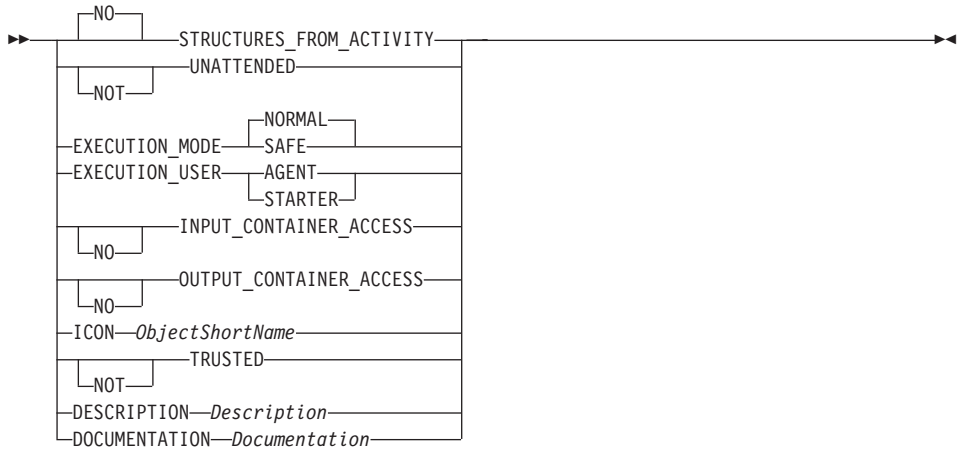 NO
STRUCTURES_FROM_ACTIVITY
UNATTENDED
NOT
NORMAL
EXECUTION_MODE SAFE
EXECUTION_USER AGENT
STARTER
INPUT_CONTAINER_ACCESS
NO
OUTPUT_CONTAINER_ACCESS
NO
ICON ObjectShortName
TRUSTED
NOT
DESCRIPTION Description
DOCUMENTATION Documentation